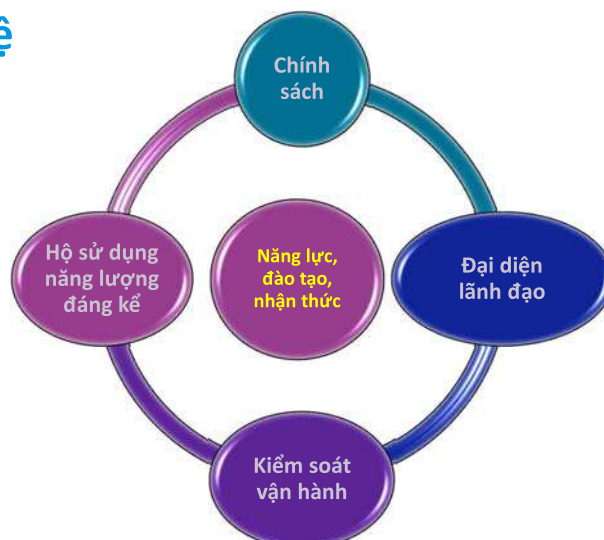 ệ
Chính
sách
Hộ sử dụng
năng lượng
đáng kể
Năng lực,
đào tạo,
nhận thức
Đại diện
lãnh đạo
Kiểm soát
vận hành